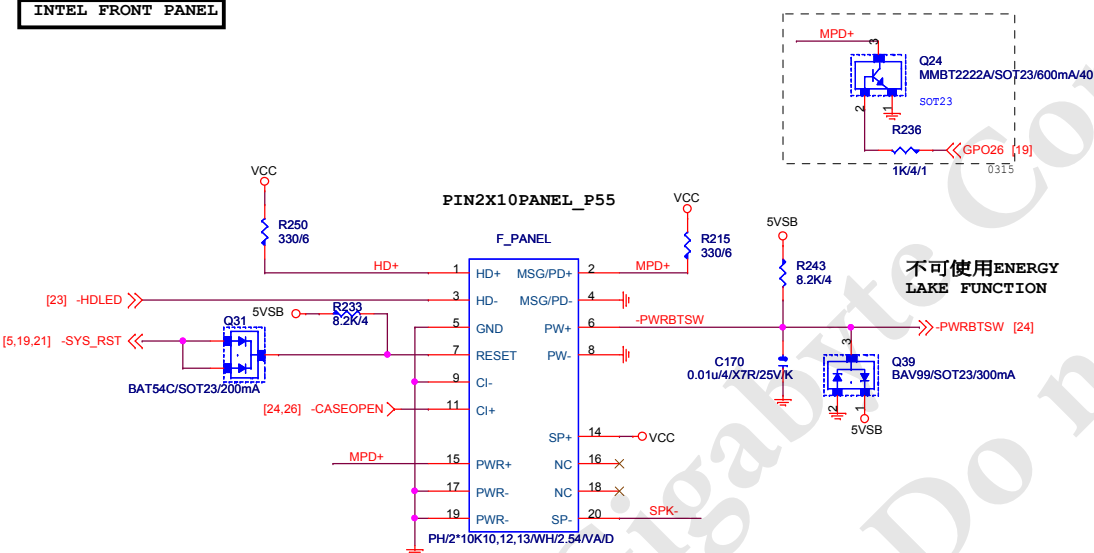 INTEL FRONT PANEL
MPD+
3
Q24
MMBT2222A/SOT23/600mA/40
SOT23
2
1
R236
GPO26 [19]
1K/4/1
0315
VCC
R250
330/6
PIN2X10PANEL_P55
F_PANEL
VCC
R215
330/6
5VSB
R243
8.2K/4
不可使用ENERGY
LAKE FUNCTION
HD+
1 HD+ MSG/PD+ 2
MPD+
[23] -HDLED
3 HD- MSG/PD- 4
5VSB
R233
8.2K/4
5 GND PW+ 6
-PWRBTSW
-PWRBTSW [24]
Q31
[5,19,21] -SYS_RST
7 RESET PW- 8
BAT54C/SOT23/200mA
C170
0.01u/4/X7R/25V/K
3
Q39
BAV99/SOT23/300mA
2
1
5VSB
9 CI-
[24,26] -CASEOPEN
11 CI+
SP+ 14
VCC
MPD+
15 PWR+ NC 16
17 PWR- NC 18
19 PWR- SP- 20
SPK-
PH/2*10K10,12,13/WH/2.54/VA/D
Gigabyte Co
Do n